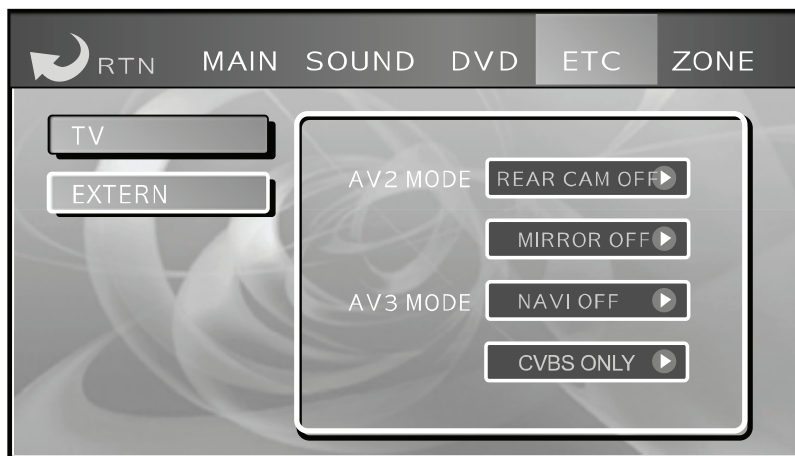 RTN MAIN SOUND DVD ETC ZONE
TV
EXTERN
AV2 MODE REAR CAM OFF
MIRROR OFF
AV3 MODE NAVI OFF
CVBS ONLY